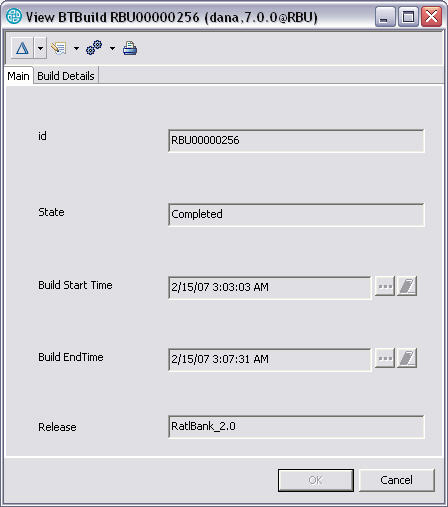 View BTBuild RBU00000256 (dana,7.0.0@RBU)
Main Build Details
id RBU00000256
State Completed
Build Start Time 2/15/07 3:03:03 AM
Build EndTime 2/15/07 3:07:31 AM
Release RatlBank_2.0
OK Cancel